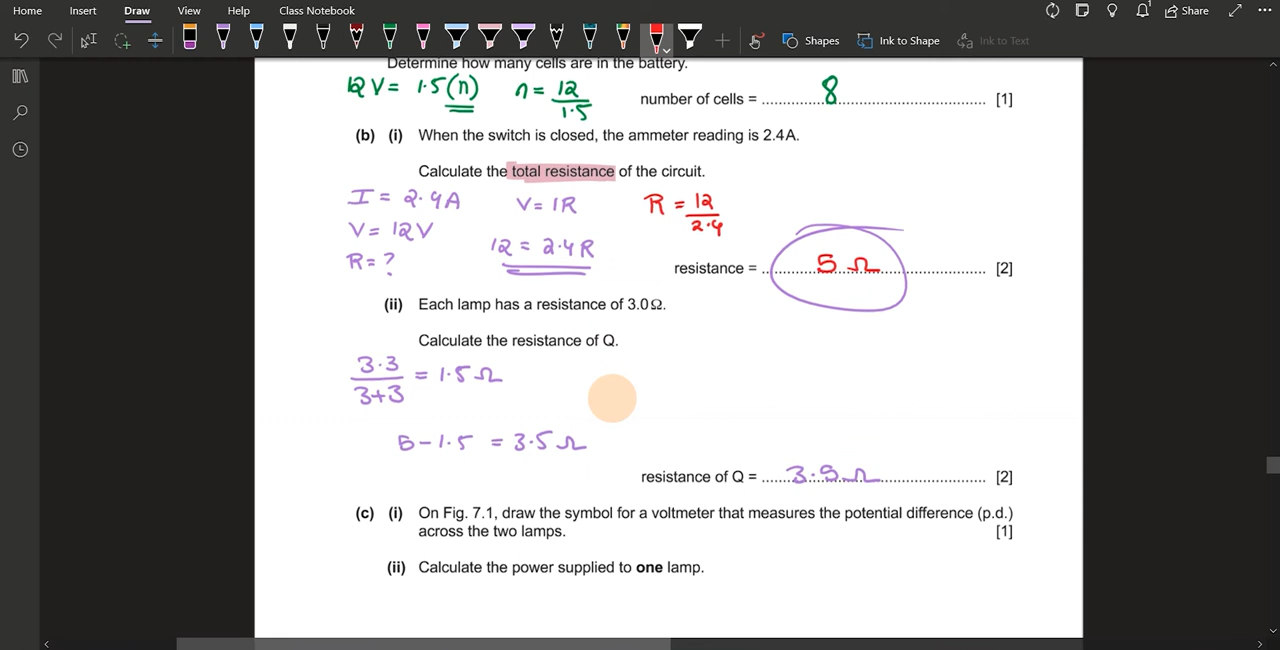 Home Insert Draw View Help Class Notebook Share
Shapes Ink to Shape Ink to Text
Determine how many cells are in the battery.
12 V = 1.5 (n) n = 12/1.5
number of cells = ........8........ [1]
(b) (i) When the switch is closed, the ammeter reading is 2.4A.
Calculate the total resistance of the circuit.
I = 2.4A V = IR R = 12/2.4
V = 12V
12 = 2.4R
R = ?
resistance = ........5 Ω........ [2]
(ii) Each lamp has a resistance of 3.0Ω.
Calculate the resistance of Q.
3.3/3+3 = 1.5 Ω
5 - 1.5 = 3.5 Ω
resistance of Q = ........3.5 Ω........ [2]
(c) (i) On Fig. 7.1, draw the symbol for a voltmeter that measures the potential difference (p.d.)
across the two lamps. [1]
(ii) Calculate the power supplied to one lamp.